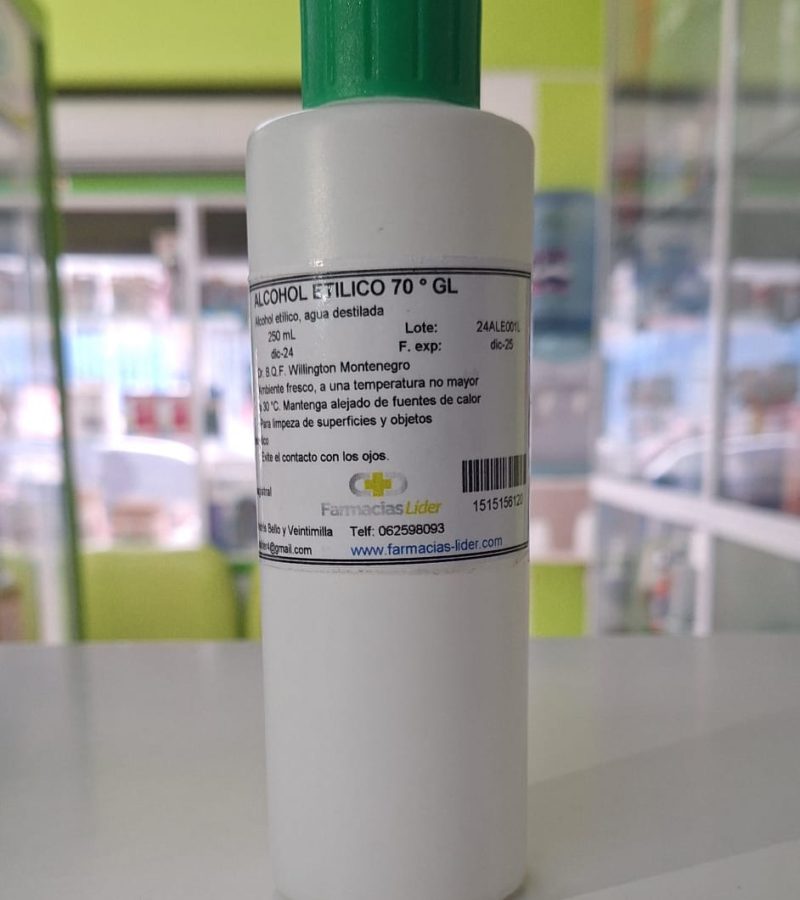 ALCOHOL ETILICO 70 ° GL
Alcohol etilico, agua destilada
250 mL Lote: 24ALE001L
dic-24 F. exp: dic-25
Dr. B.Q.F. Willington Montenegro
Ambiente fresco, a una temperatura no mayor
a 30 °C. Mantenga alejado de fuentes de calor
Para limpeza de superficies y objetos
Evite el contacto con los ojos.
Farmacias Lider
1515156120
Bello y Veintimilla Telf: 062598093
@gmail.com www.farmacias-lider.com